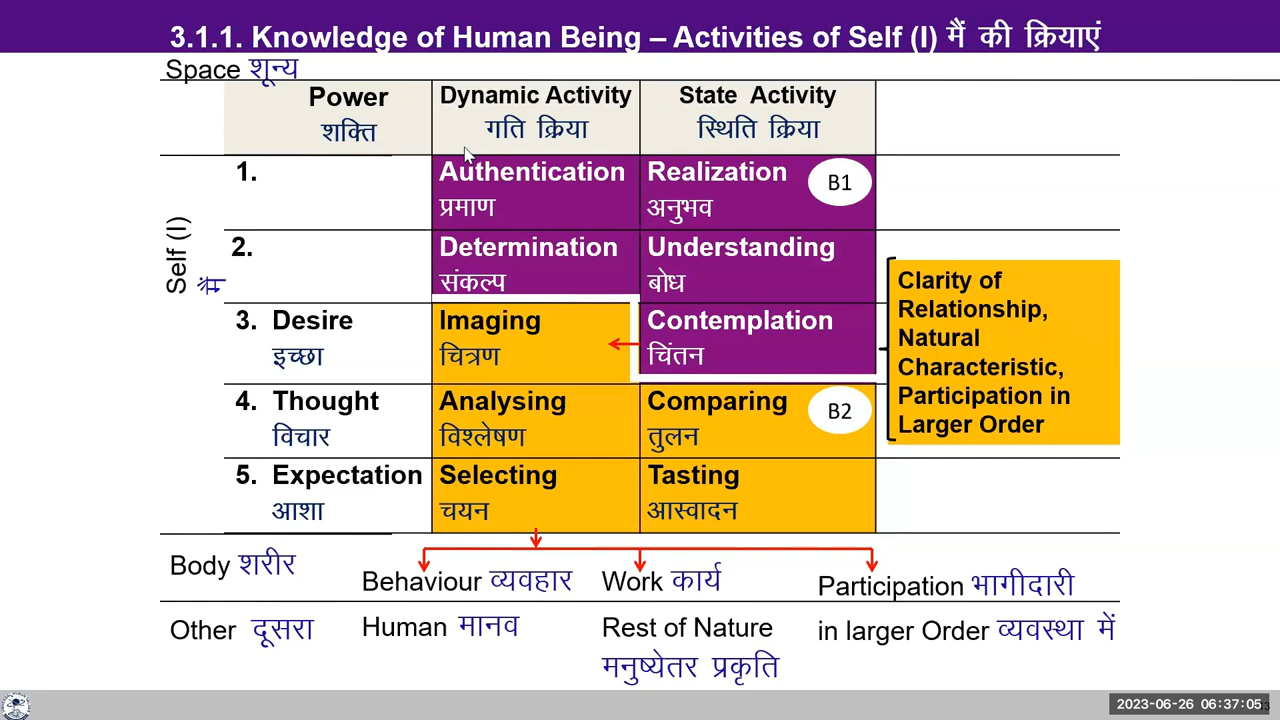 3.1.1. Knowledge of Human Being – Activities of Self (I) मैं की क्रियाएं
Space शून्य
Power
शक्ति
Dynamic Activity
गति क्रिया
State Activity
स्थिति क्रिया
Self (I)
मैं
1.
Authentication
प्रमाण
Realization
अनुभव
B1
2.
Determination
संकल्प
Understanding
बोध
3. Desire
इच्छा
Imaging
चित्रण
Contemplation
चिंतन
Clarity of
Relationship,
Natural
Characteristic,
Participation in
Larger Order
4. Thought
विचार
Analysing
विश्लेषण
Comparing
तुलन
B2
5. Expectation
आशा
Selecting
चयन
Tasting
आस्वादन
Body शरीर
Behaviour व्यवहार
Work कार्य
Participation भागीदारी
Other दूसरा
Human मानव
Rest of Nature
मनुष्येतर प्रकृति
in larger Order व्यवस्था में
2023-06-26 06:37:05